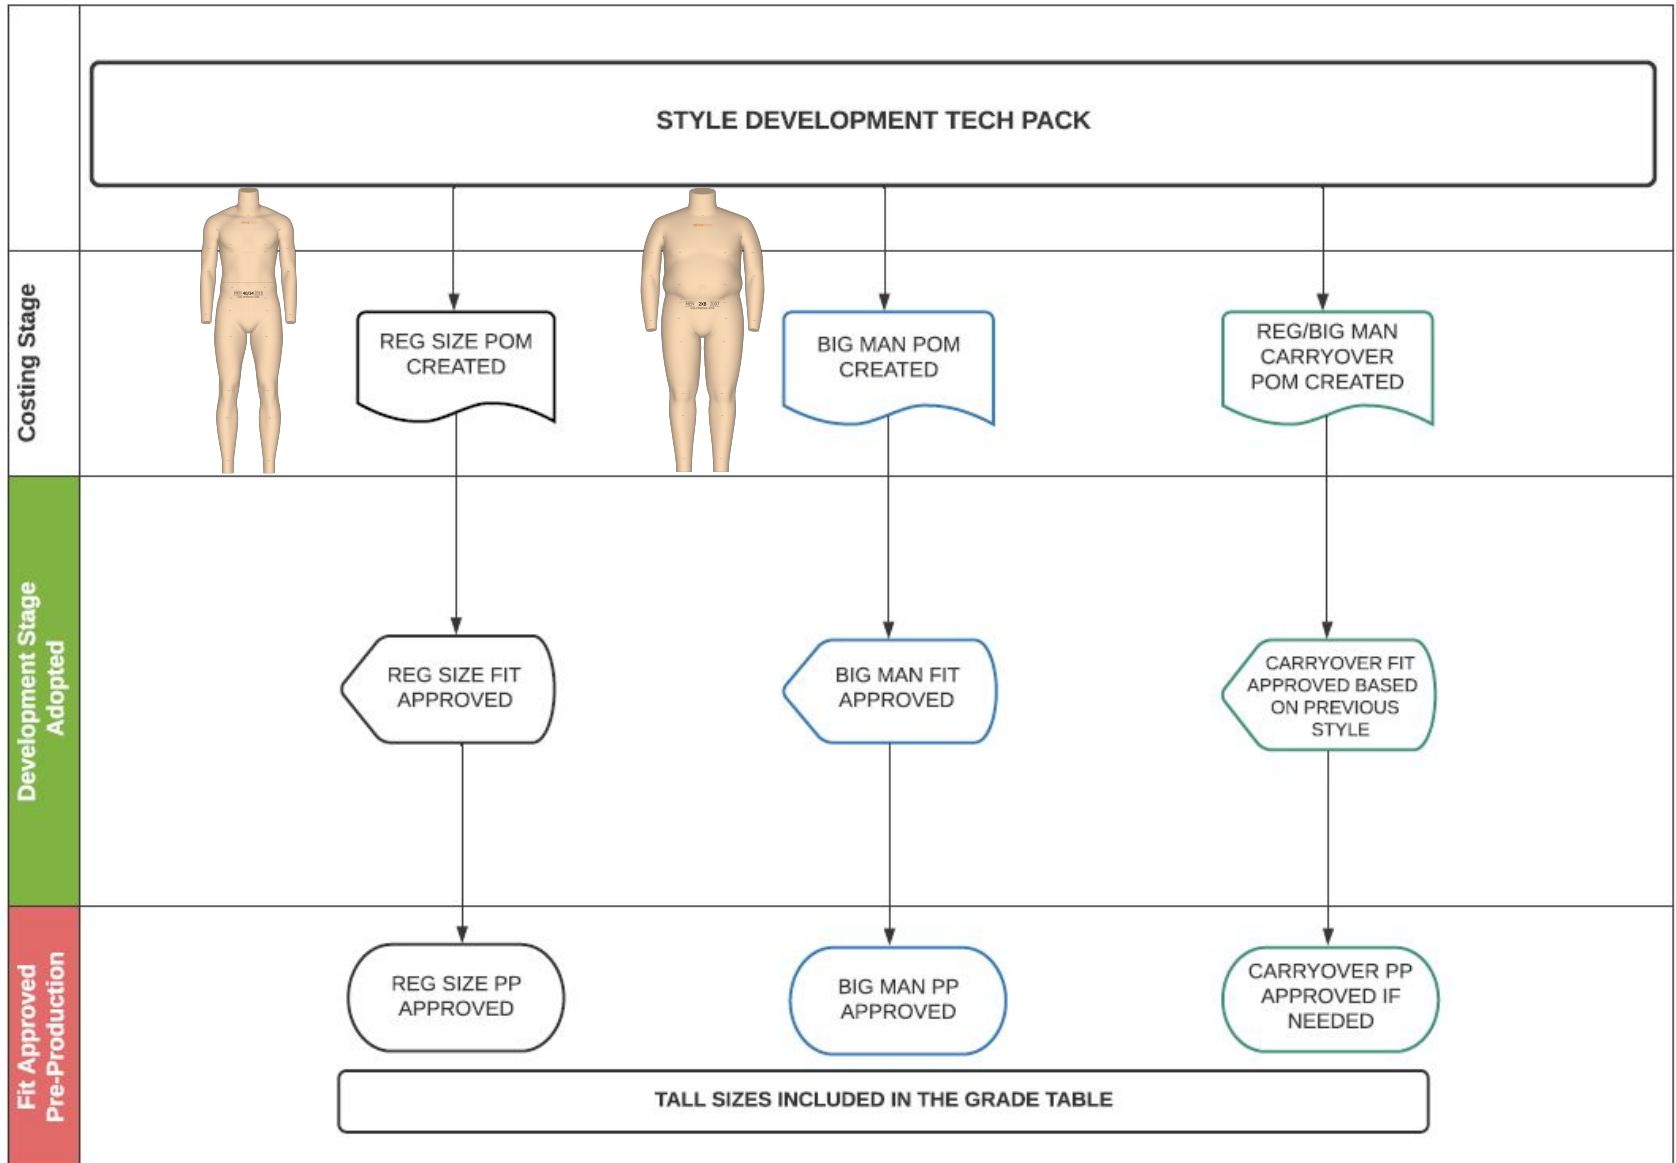 STYLE DEVELOPMENT TECH PACK
Costing Stage
REG SIZE POM
CREATED
BIG MAN POM
CREATED
REG/BIG MAN
CARRYOVER
POM CREATED
Development Stage
Adopted
REG SIZE FIT
APPROVED
BIG MAN FIT
APPROVED
CARRYOVER FIT
APPROVED BASED
ON PREVIOUS
STYLE
Fit Approved
Pre-Production
REG SIZE PP
APPROVED
BIG MAN PP
APPROVED
CARRYOVER PP
APPROVED IF
NEEDED
TALL SIZES INCLUDED IN THE GRADE TABLE